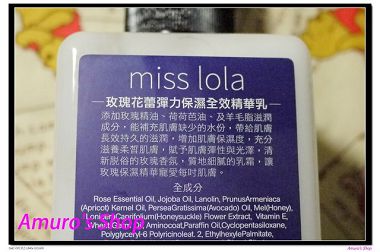 miss lola
玫瑰花蕾彈力保濕全效精華乳
添加玫瑰精油、荷荷芭油、及羊毛脂滋潤
成分，能補充肌膚缺少的水份，帶給肌膚
長效持久的滋潤，增加肌膚保濕度，充分
滋養柔皙肌膚，賦予肌膚彈性與光澤，清
新脫俗的玫瑰香氛，質地細膩的乳霜，讓
玫瑰保濕精華寵愛每吋肌膚。
全成分
Rose Essential Oil, Jojoba Oil, Lanolin, PrunusArmeniaca
(Apricot) Kernel Oil, PerseaGratissima(Avocado) Oil, Mel(Honey),
(Honeysuckle) Flower Extract, Vitamin E,
Aminocoat, Paraffin Oil, Cyclopentasiloxane,
Polyglyceryl-6 Polyricinoleat. 2, EthylhexylePalmitate,
Amuro's Shop